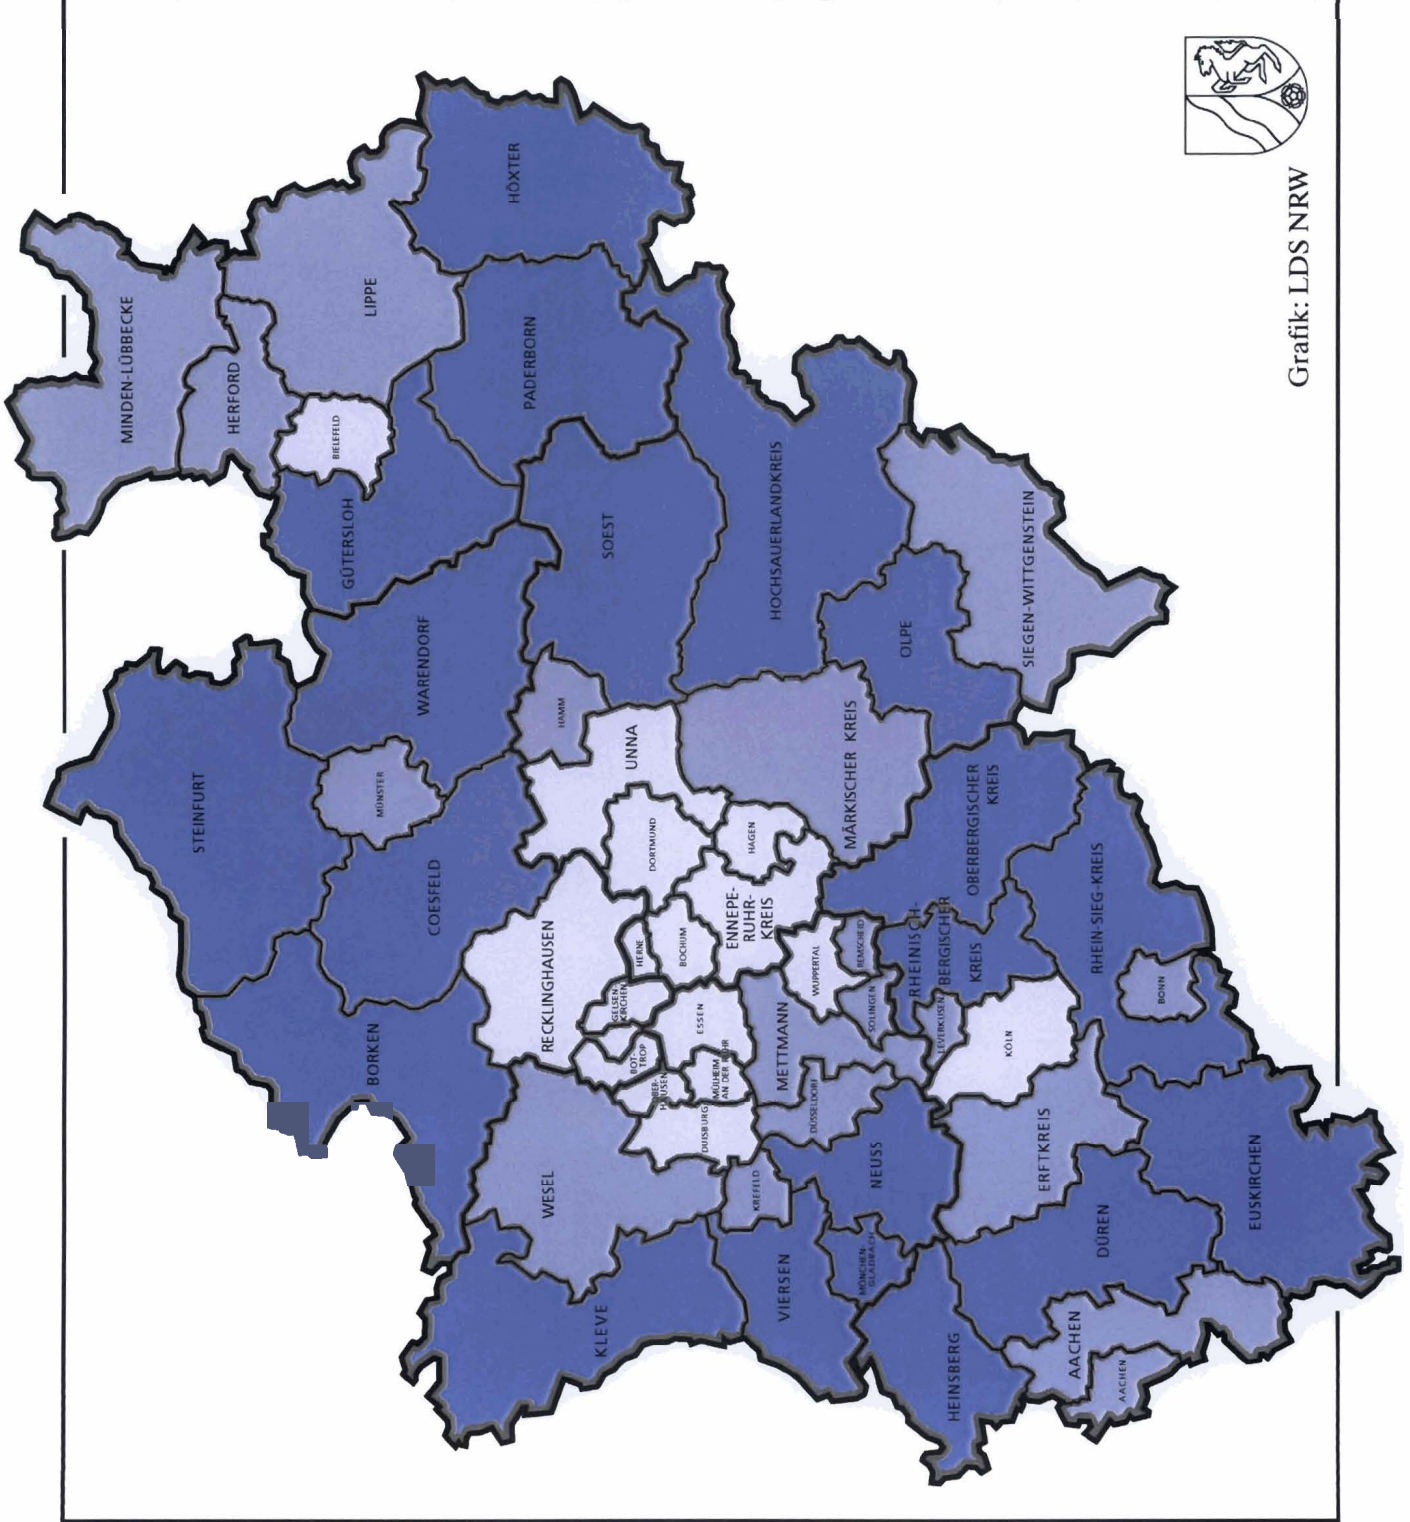 MINDEN-LÜBBECKE
HERFORD
LIPPE
BIELEFELD
HÖXTER
GÜTERSLOH
PADERBORN
STEINFURT
MÜNSTER
WARENDORF
SOEST
HOCHSAUERLANDKREIS
COESFELD
HAMM
UNNA
BORKEN
RECKLINGHAUSEN
DORTMUND
HAGEN
MÄRKISCHER KREIS
OLPE
SIEGEN-WITTGENSTEIN
HERNE
BOCHUM
ENNEPE-
RUHR-
KREIS
GELSEN-
KIRCHEN
BOT-
TROP
ESSEN
OBER-
HAUSEN
MÜLHEIM
AN DER RUHR
DUISBURG
WUPPERTAL
REMSCHEID
SOLINGEN
METTMANN
DÜSSELDORF
OBERBERGISCHER
KREIS
RHEINISCH-
BERGISCHER
KREIS
LEVERKUSEN
KÖLN
RHEIN-SIEG-KREIS
BONN
WESEL
KREFELD
KLEVE
VIERSEN
NEUSS
MÖNCHEN-
GLADBACH
HEINSBERG
ERFTKREIS
DÜREN
EUSKIRCHEN
AACHEN
AACHEN
Grafik: LDS NRW